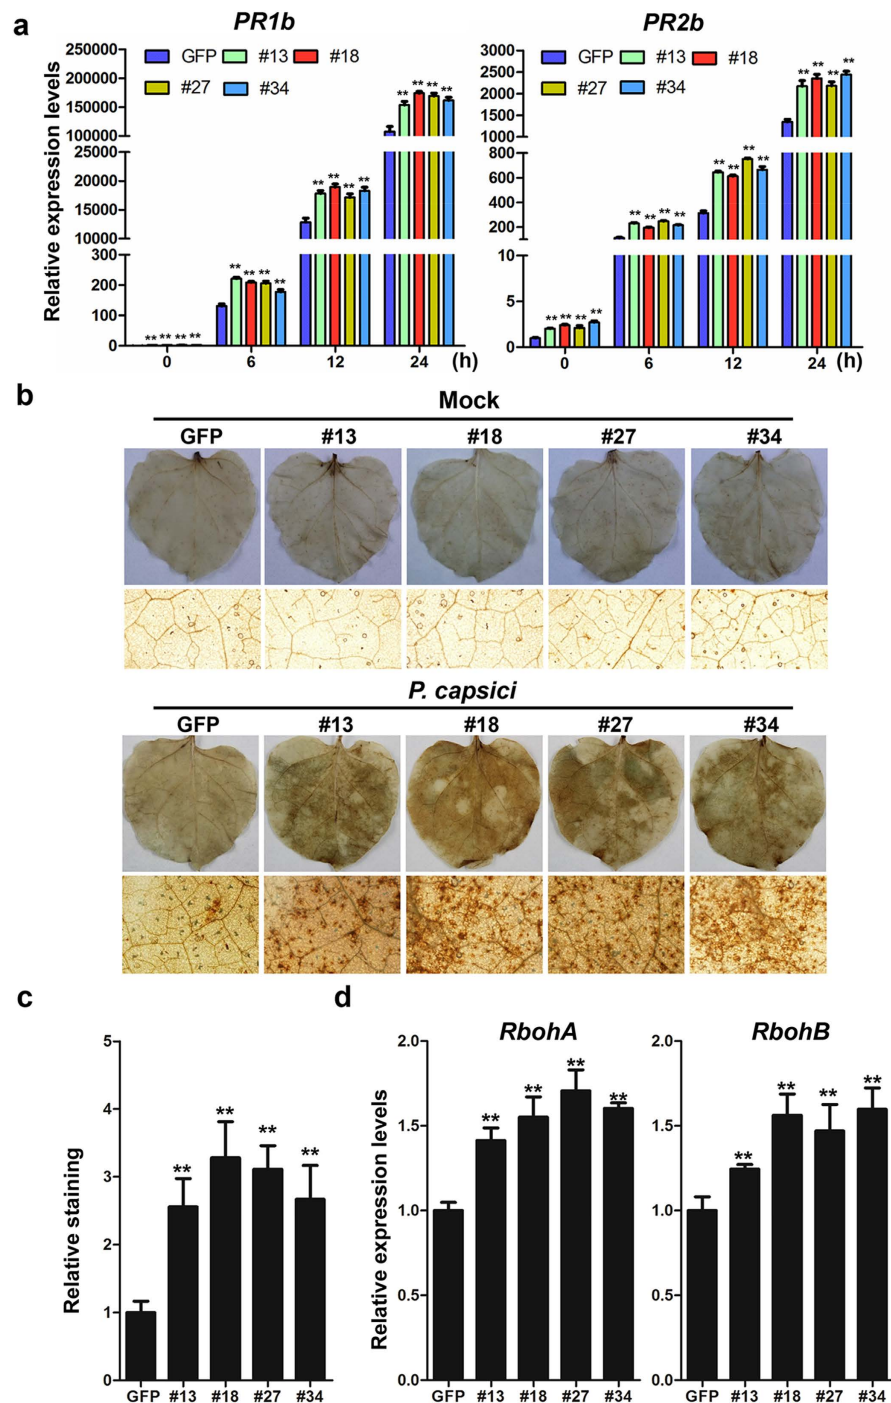 a
PR1b
PR2b
Relative expression levels
250000
200000
150000
100000
25000
20000
15000
10000
300
200
100
0
GFP #13 #18
#27 #34
** ** ** **
** ** ** **
** ** ** **
** ** ** **
0 6 12 24 (h)
3000
2500
2000
1500
1000
800
600
400
200
10
5
0
GFP #13 #18
#27 #34
** ** ** **
** ** ** **
** ** ** **
** ** ** **
0 6 12 24 (h)
b
Mock
GFP #13 #18 #27 #34
P. capsici
GFP #13 #18 #27 #34
c
Relative staining
5
4
3
2
1
0
** ** ** **
GFP #13 #18 #27 #34
d
RbohA
RbohB
Relative expression levels
2.0
1.5
1.0
0.5
0.0
** ** ** **
GFP #13 #18 #27 #34
2.0
1.5
1.0
0.5
0.0
** ** ** **
GFP #13 #18 #27 #34